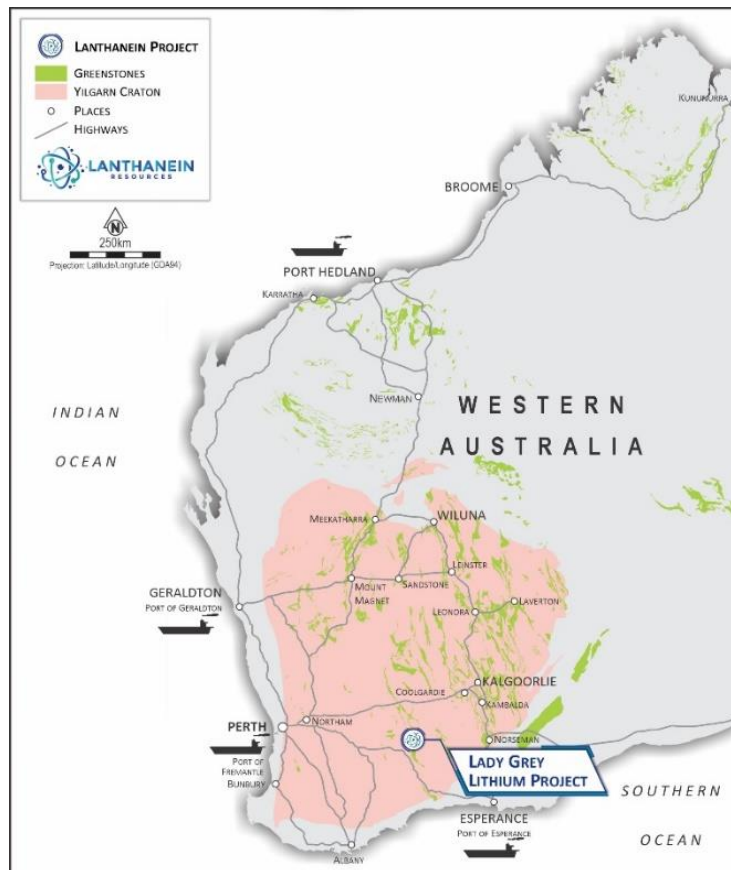 LANTHANEIN PROJECT
GREENSTONES
YILGARN CRATON
PLACES
HIGHWAYS
LANTHANEIN
RESOURCES
N
250km
Projection: Latitude/Longitude (GDA94)
KUNUNURRA
BROOME
PORT HEDLAND
KARRATHA
NEWMAN
WESTERN
AUSTRALIA
INDIAN
OCEAN
MEEKATHARRA
WILUNA
LEINSTER
SANDSTONE
MOUNT
MAGNET
GERALDTON
PORT OF GERALDTON
LEONORA
LAVERTON
KALGOORLIE
COOLGARDIE
KAMBALDA
NORTHAM
PERTH
PORT OF
FREMANTLE
BUNBURY
NORSEMAN
LADY GREY
LITHIUM PROJECT
ESPERANCE
PORT OF ESPERANCE
SOUTHERN
OCEAN
ALBANY